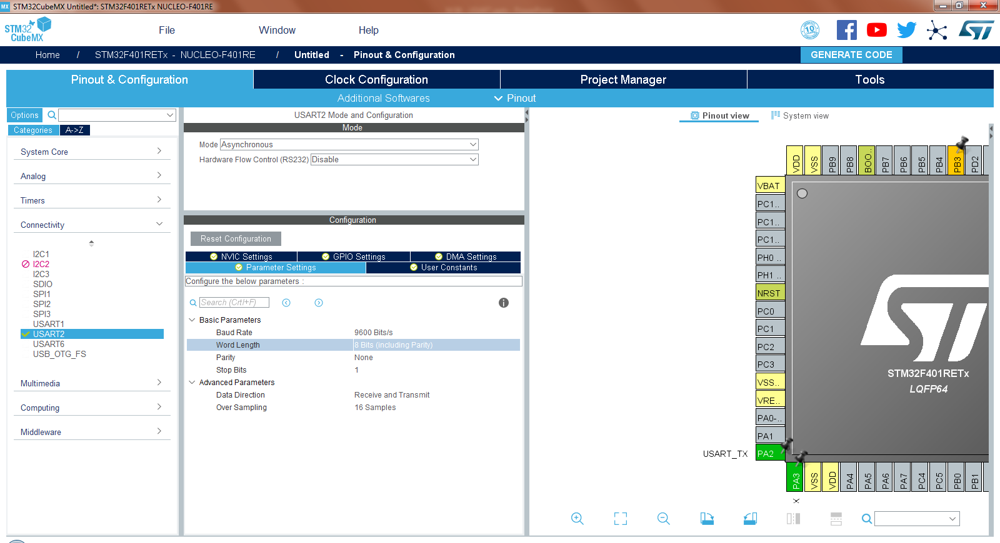 MX STM32CubeMX Untitled*: STM32F401RETx NUCLEO-F401RE
STM32 CubeMX
File Window Help
10
ST
Home / STM32F401RETx - NUCLEO-F401RE / Untitled - Pinout & Configuration
GENERATE CODE
Pinout & Configuration
Clock Configuration
Project Manager
Tools
Additional Softwares
Pinout
Options
Categories
A->Z
System Core
Analog
Timers
Connectivity
I2C1
I2C2
I2C3
SDIO
SPI1
SPI2
SPI3
USART1
USART2
USART6
USB_OTG_FS
Multimedia
Computing
Middleware
USART2 Mode and Configuration
Mode
Mode Asynchronous
Hardware Flow Control (RS232) Disable
Configuration
Reset Configuration
NVIC Settings
GPIO Settings
DMA Settings
Parameter Settings
User Constants
Configure the below parameters :
Search (Crtl+F)
i
Basic Parameters
Baud Rate 9600 Bits/s
Word Length 8 Bits (including Parity)
Parity None
Stop Bits 1
Advanced Parameters
Data Direction Receive and Transmit
Over Sampling 16 Samples
Pinout view
System view
VDD
VSS
PB9
PB8
BOO..
PB7
PB6
PB5
PB4
PB3
PD2
VBAT
PC1..
PC1..
PC1..
PH0 ..
PH1 ..
NRST
PC0
PC1
PC2
PC3
VSS..
VRE..
PA0-..
PA1
USART_TX PA2
ST
STM32F401RETx
LQFP64
PA3
VSS
VDD
PA4
PA5
PA6
PA7
PC4
PC5
PB0
PB1